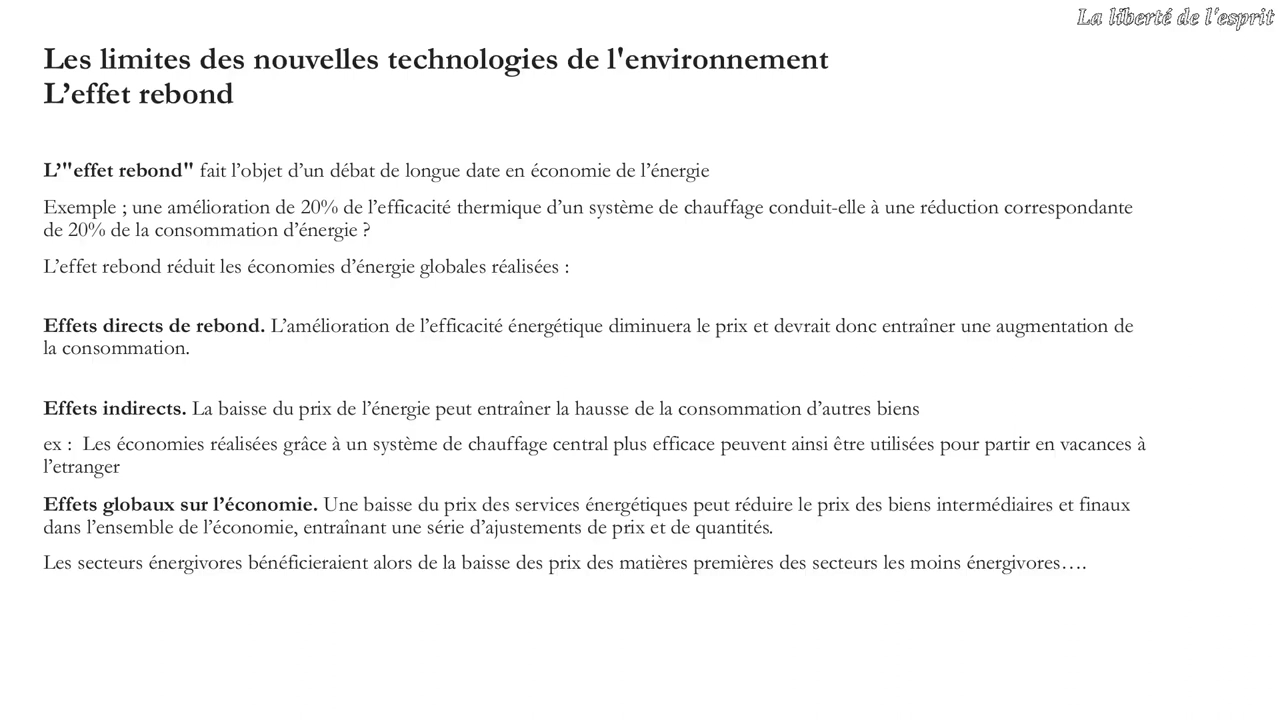 La liberté de l'esprit
Les limites des nouvelles technologies de l'environnement
L’effet rebond
L’"effet rebond" fait l’objet d’un débat de longue date en économie de l’énergie
Exemple ; une amélioration de 20% de l’efficacité thermique d’un système de chauffage conduit-elle à une réduction correspondante
de 20% de la consommation d’énergie ?
L’effet rebond réduit les économies d’énergie globales réalisées :
Effets directs de rebond. L’amélioration de l’efficacité énergétique diminuera le prix et devrait donc entraîner une augmentation de
la consommation.
Effets indirects. La baisse du prix de l’énergie peut entraîner la hausse de la consommation d’autres biens
ex :  Les économies réalisées grâce à un système de chauffage central plus efficace peuvent ainsi être utilisées pour partir en vacances à
l’etranger
Effets globaux sur l’économie. Une baisse du prix des services énergétiques peut réduire le prix des biens intermédiaires et finaux
dans l’ensemble de l’économie, entraînant une série d’ajustements de prix et de quantités.
Les secteurs énergivores bénéficieraient alors de la baisse des prix des matières premières des secteurs les moins énergivores….